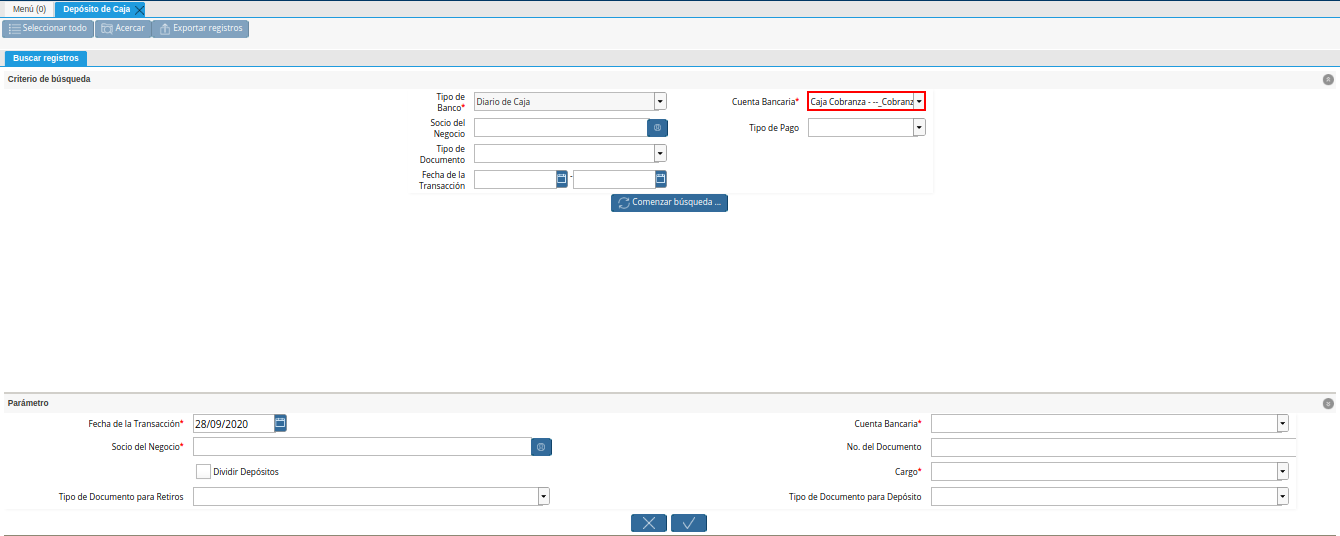 Menú (0)
Depósito de Caja
Seleccionar todo
Acercar
Exportar registros
Buscar registros
Criterio de búsqueda
Tipo de
Banco*
Diario de Caja
Cuenta Bancaria*
Caja Cobranza - --_Cobranz
Socio del
Negocio
Tipo de Pago
Tipo de
Documento
Fecha de la
Transacción
-
Comenzar búsqueda ...
Parámetro
Fecha de la Transacción*
28/09/2020
Cuenta Bancaria*
Socio del Negocio*
No. del Documento
Dividir Depósitos
Cargo*
Tipo de Documento para Retiros
Tipo de Documento para Depósito